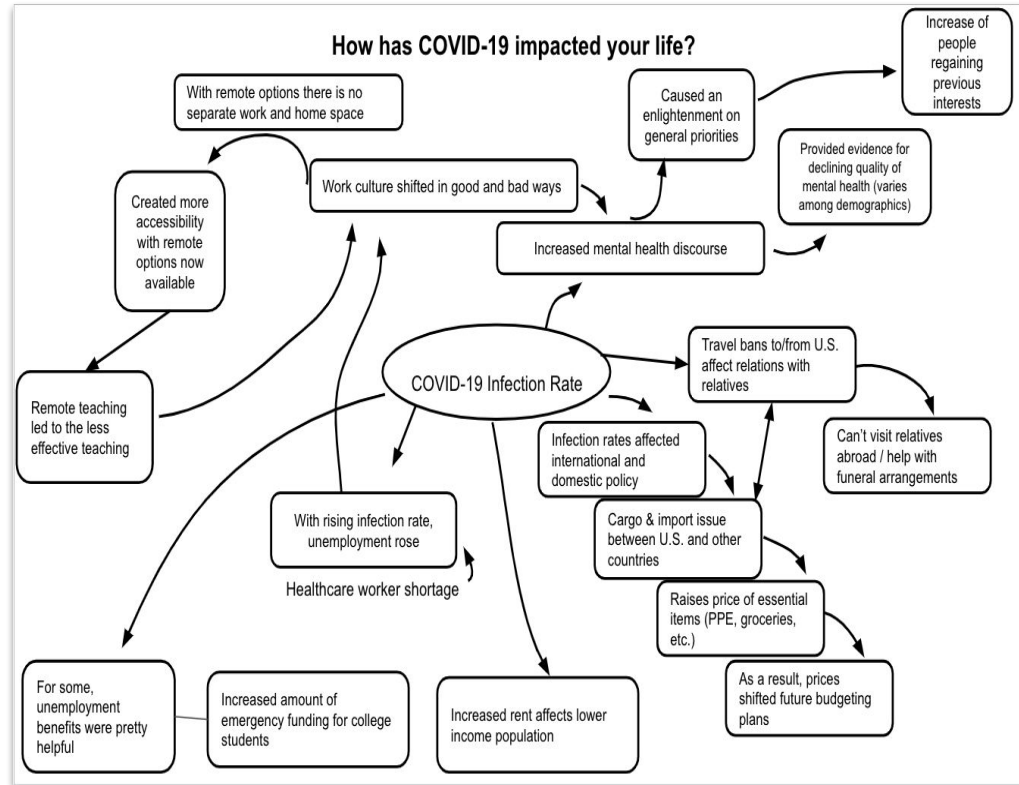 How has COVID-19 impacted your life?
Increase of
people
regaining
previous
interests
With remote options there is no
separate work and home space
Caused an
enlightenment on
general priorities
Provided evidence for
declining quality of
mental health (varies
among demographics)
Work culture shifted in good and bad ways
Created more
accessibility
with remote
options now
available
Increased mental health discourse
COVID-19 Infection Rate
Travel bans to/from U.S.
affect relations with
relatives
Remote teaching
led to the less
effective teaching
Can't visit relatives
abroad / help with
funeral arrangements
Infection rates affected
international and
domestic policy
With rising infection rate,
unemployment rose
Cargo & import issue
between U.S. and other
countries
Healthcare worker shortage
Raises price of essential
items (PPE, groceries,
etc.)
As a result, prices
shifted future budgeting
plans
For some,
unemployment
benefits were pretty
helpful
Increased amount of
emergency funding for college
students
Increased rent affects lower
income population